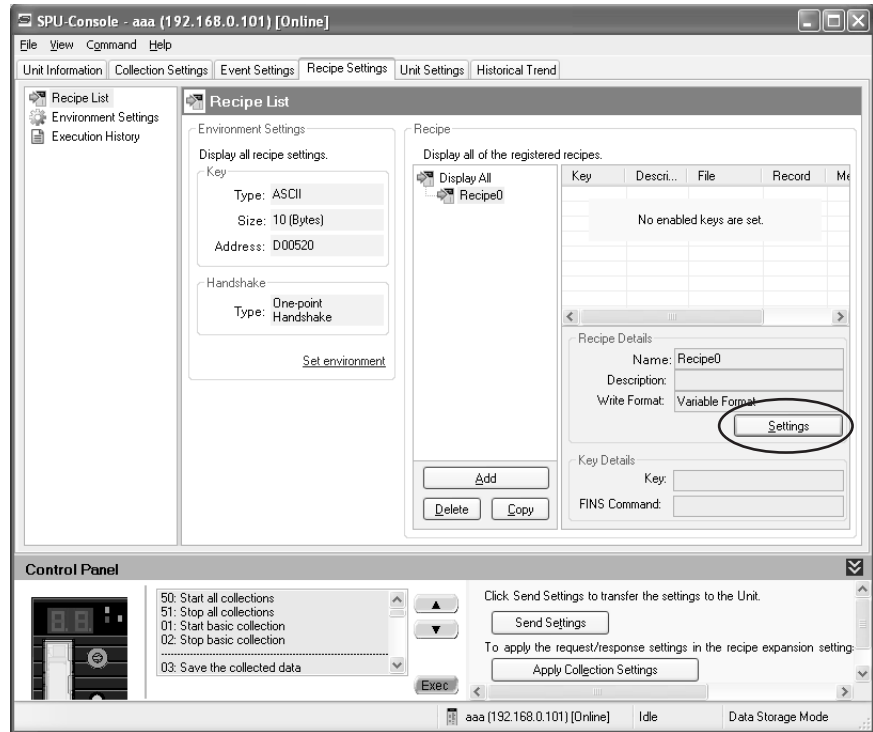 SPU-Console - aaa (192.168.0.101) [Online]
File View Command Help
Unit Information Collection Settings Event Settings Recipe Settings Unit Settings Historical Trend
Recipe List
Environment Settings
Execution History
Recipe List
Environment Settings
Display all recipe settings.
Key
Type: ASCII
Size: 10 (Bytes)
Address: D00520
Handshake
Type: One-point
Handshake
Set environment
Recipe
Display all of the registered recipes.
Display All
Recipe0
Add
Delete Copy
Key Descri... File Record Me
No enabled keys are set.
Recipe Details
Name: Recipe0
Description:
Write Format: Variable Format
Settings
Key Details
Key:
FINS Command:
Control Panel
8.8.
50: Start all collections
51: Stop all collections
01: Start basic collection
02: Stop basic collection
03: Save the collected data
Exec
Click Send Settings to transfer the settings to the Unit.
Send Settings
To apply the request/response settings in the recipe expansion setting:
Apply Collection Settings
aaa (192.168.0.101) [Online] Idle Data Storage Mode